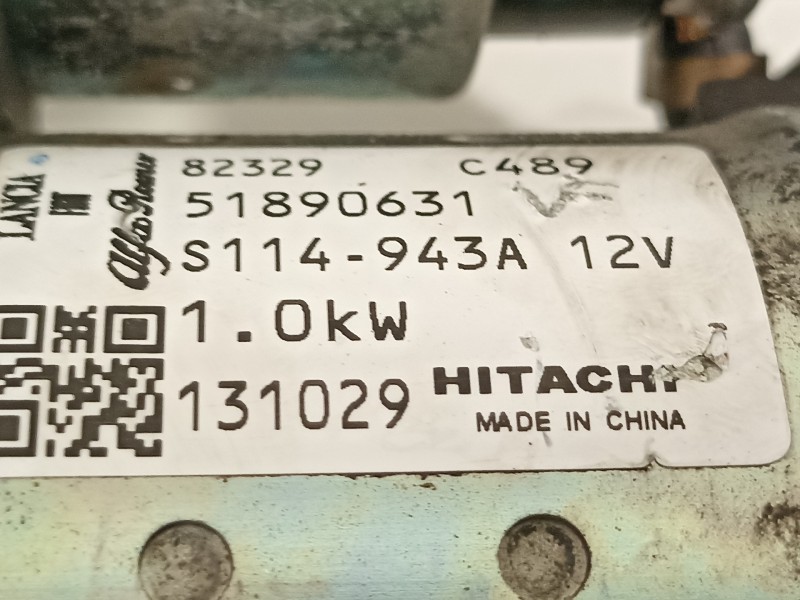 LANCIA
FIAT
Alfa Romeo
82329 C489
51890631
S114-943A 12V
1.0kW
131029
HITACHI
MADE IN CHINA